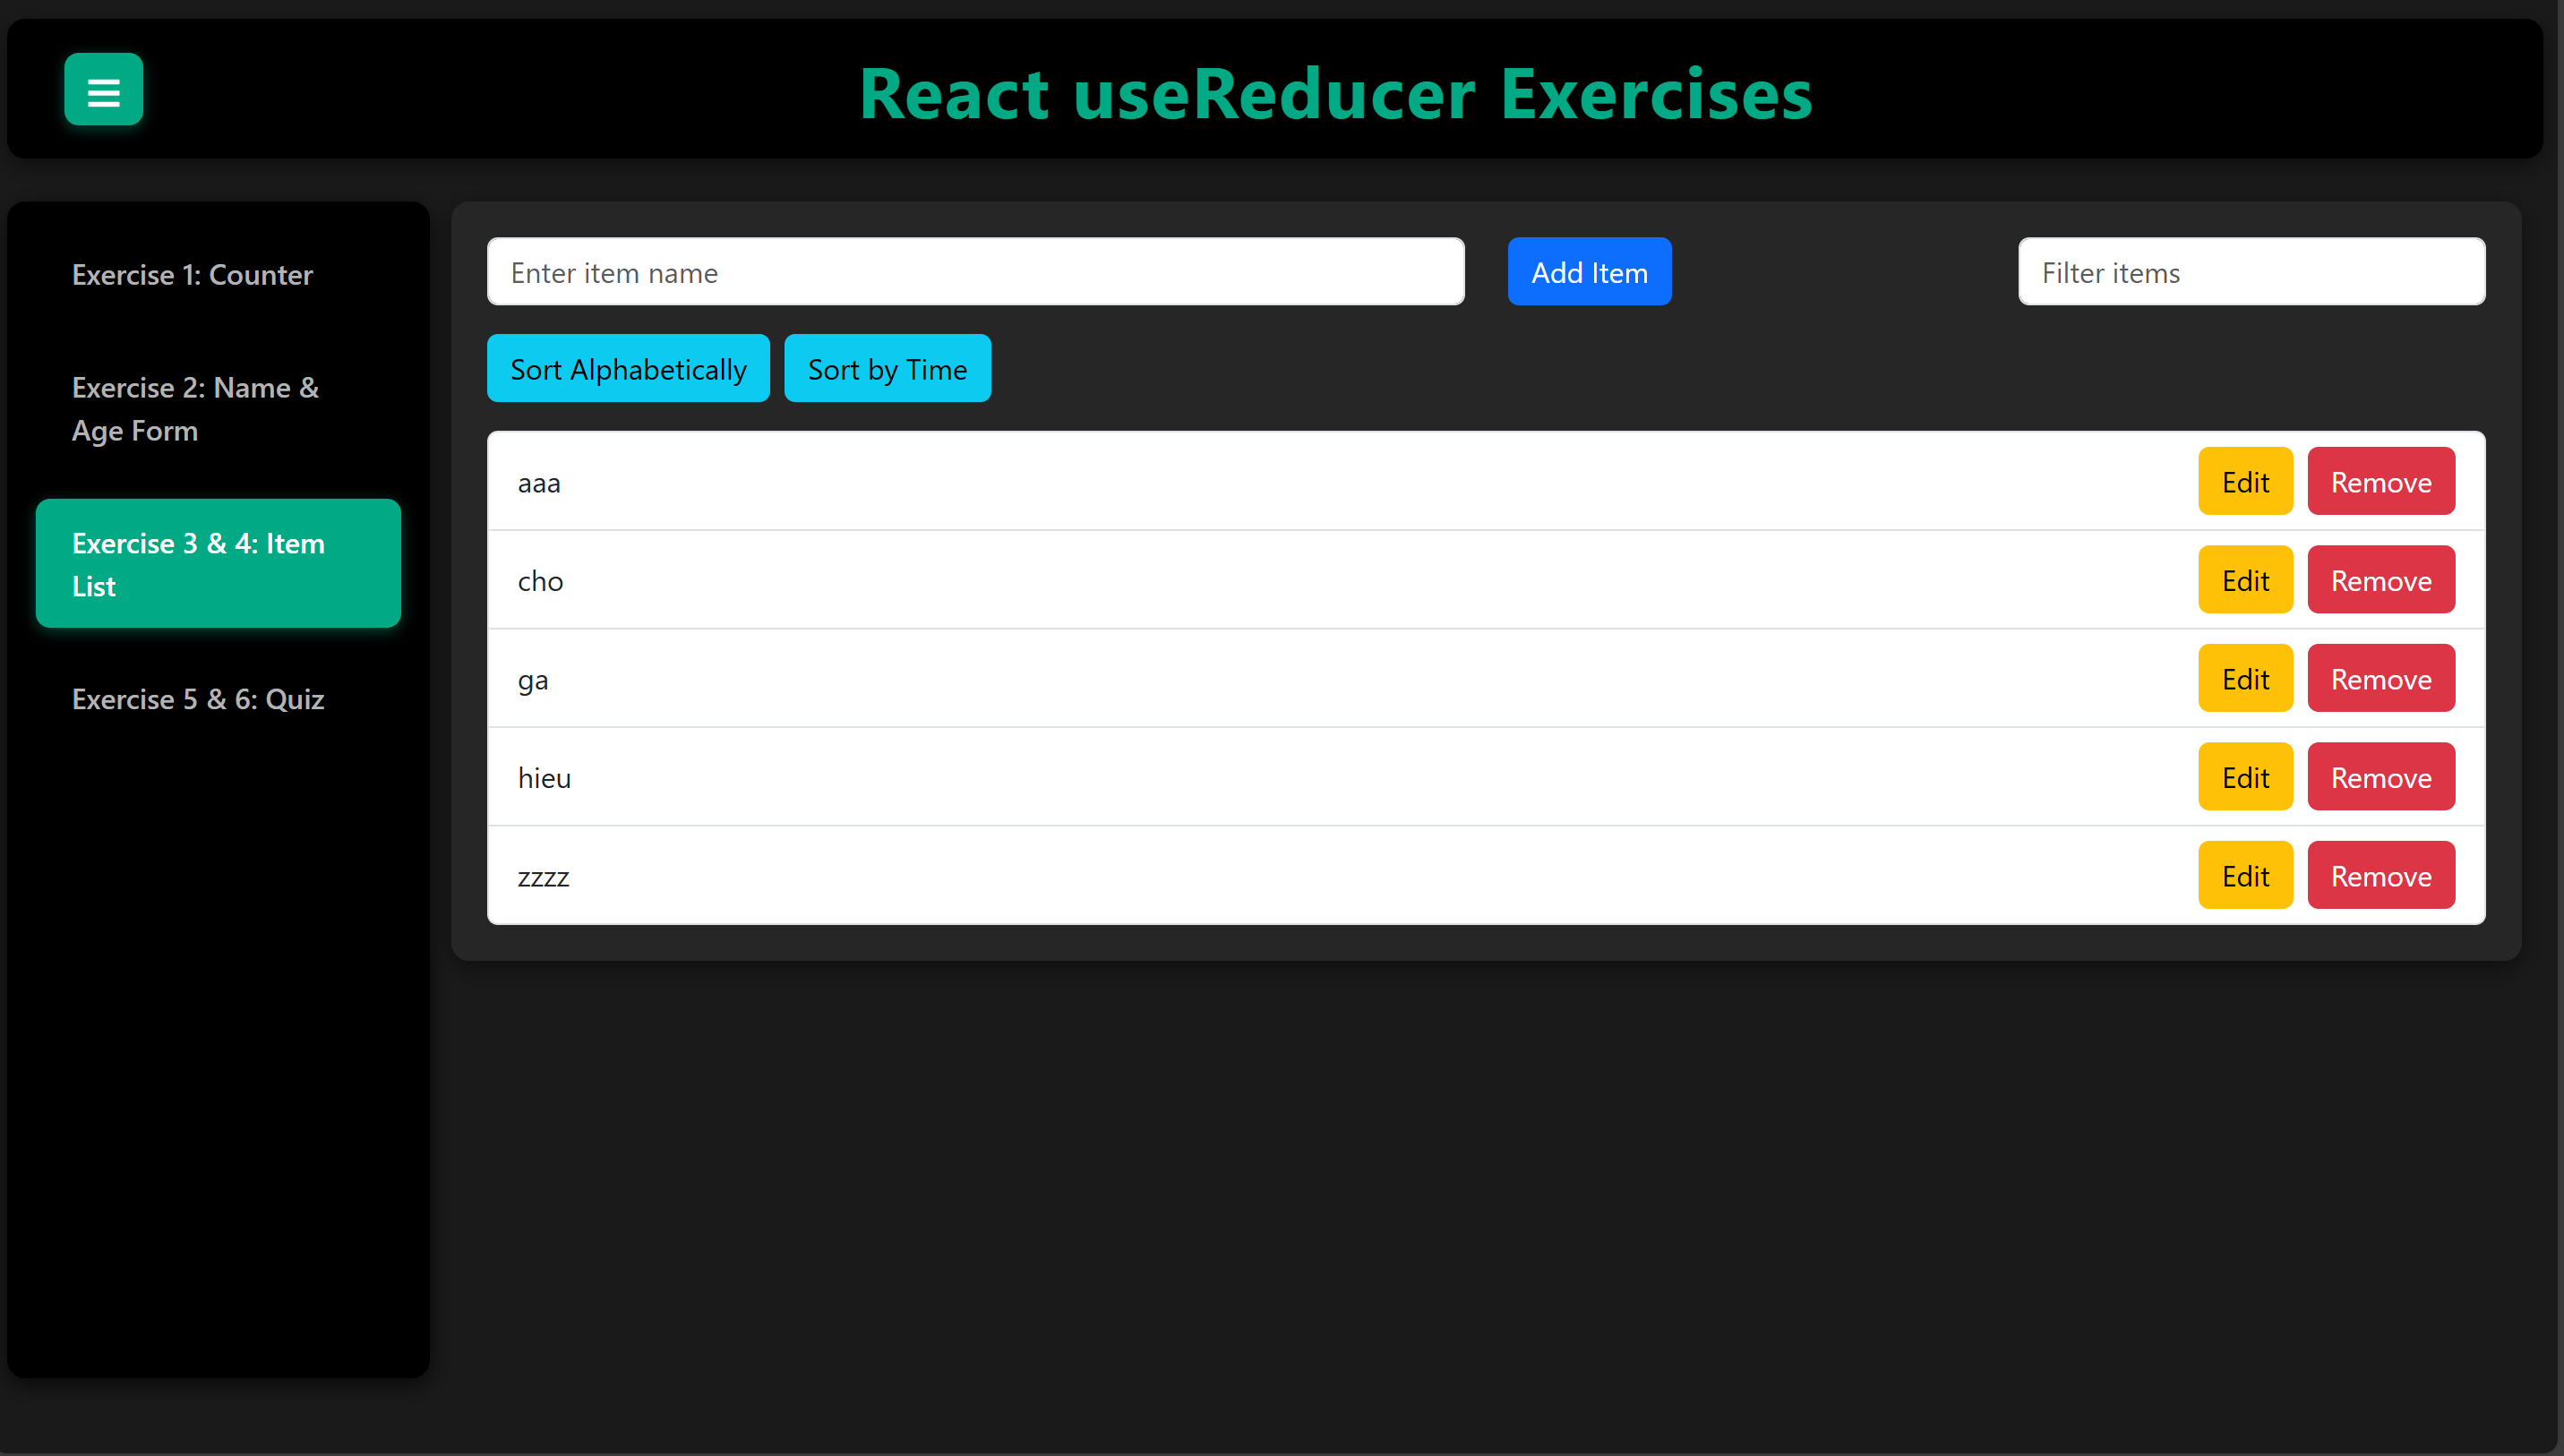 React useReducer Exercises
Exercise 1: Counter
Exercise 2: Name &
Age Form
Exercise 3 & 4: Item
List
Exercise 5 & 6: Quiz
Enter item name
Add Item
Filter items
Sort Alphabetically
Sort by Time
aaa
Edit
Remove
cho
Edit
Remove
ga
Edit
Remove
hieu
Edit
Remove
zzzz
Edit
Remove